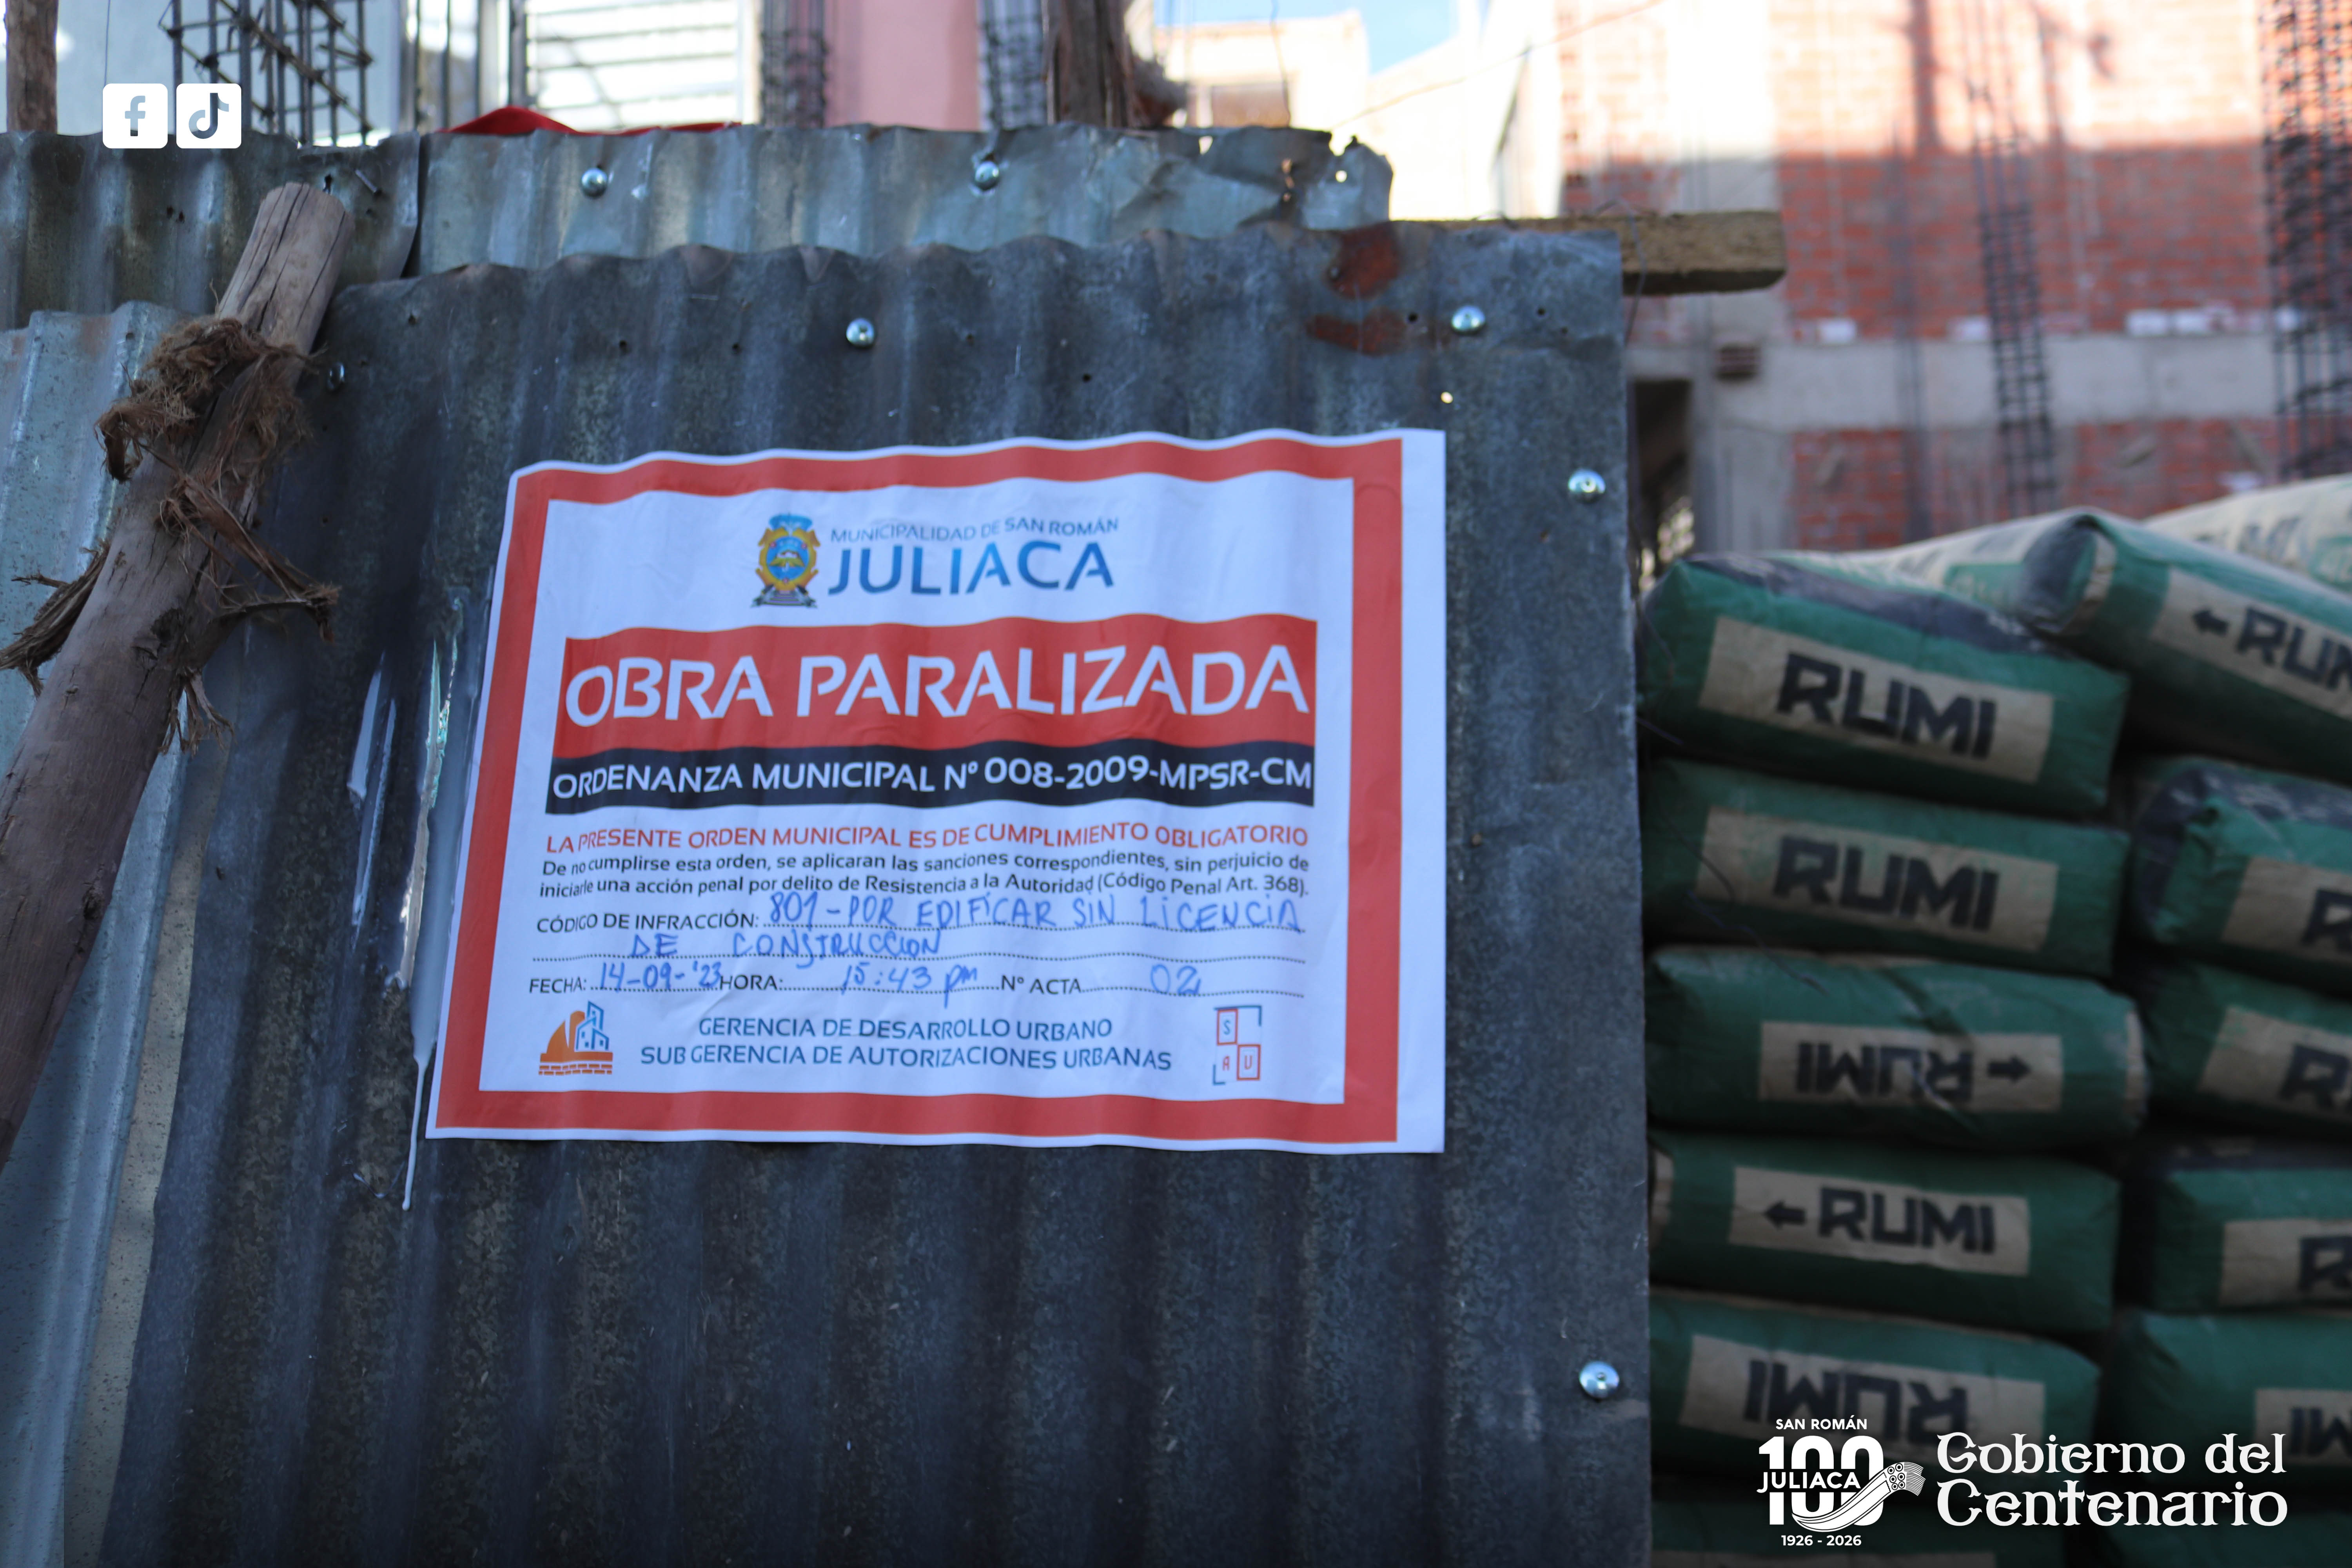 MUNICIPALIDAD DE SAN ROMÁN
JULIACA
OBRA PARALIZADA
ORDENANZA MUNICIPAL Nº 008-2009-MPSR-CM
LA PRESENTE ORDEN MUNICIPAL ES DE CUMPLIMIENTO OBLIGATORIO
De no cumplirse esta orden, se aplicaran las sanciones correspondientes, sin perjuicio de
iniciarle una acción penal por delito de Resistencia a la Autoridad (Código Penal Art. 368).
CÓDIGO DE INFRACCIÓN: 801-POR EDIFICAR SIN LICENCIA
DE CONSTRUCCION
FECHA: 14-09-'23 HORA: 15:43 pm Nº ACTA 02
GERENCIA DE DESARROLLO URBANO
SUB GERENCIA DE AUTORIZACIONES URBANAS
S
A U
RUMI
RUMI
RUMI
RUMI
RUMI
SAN ROMÁN
100
JULIACA
1926 - 2026
Gobierno del
Centenario